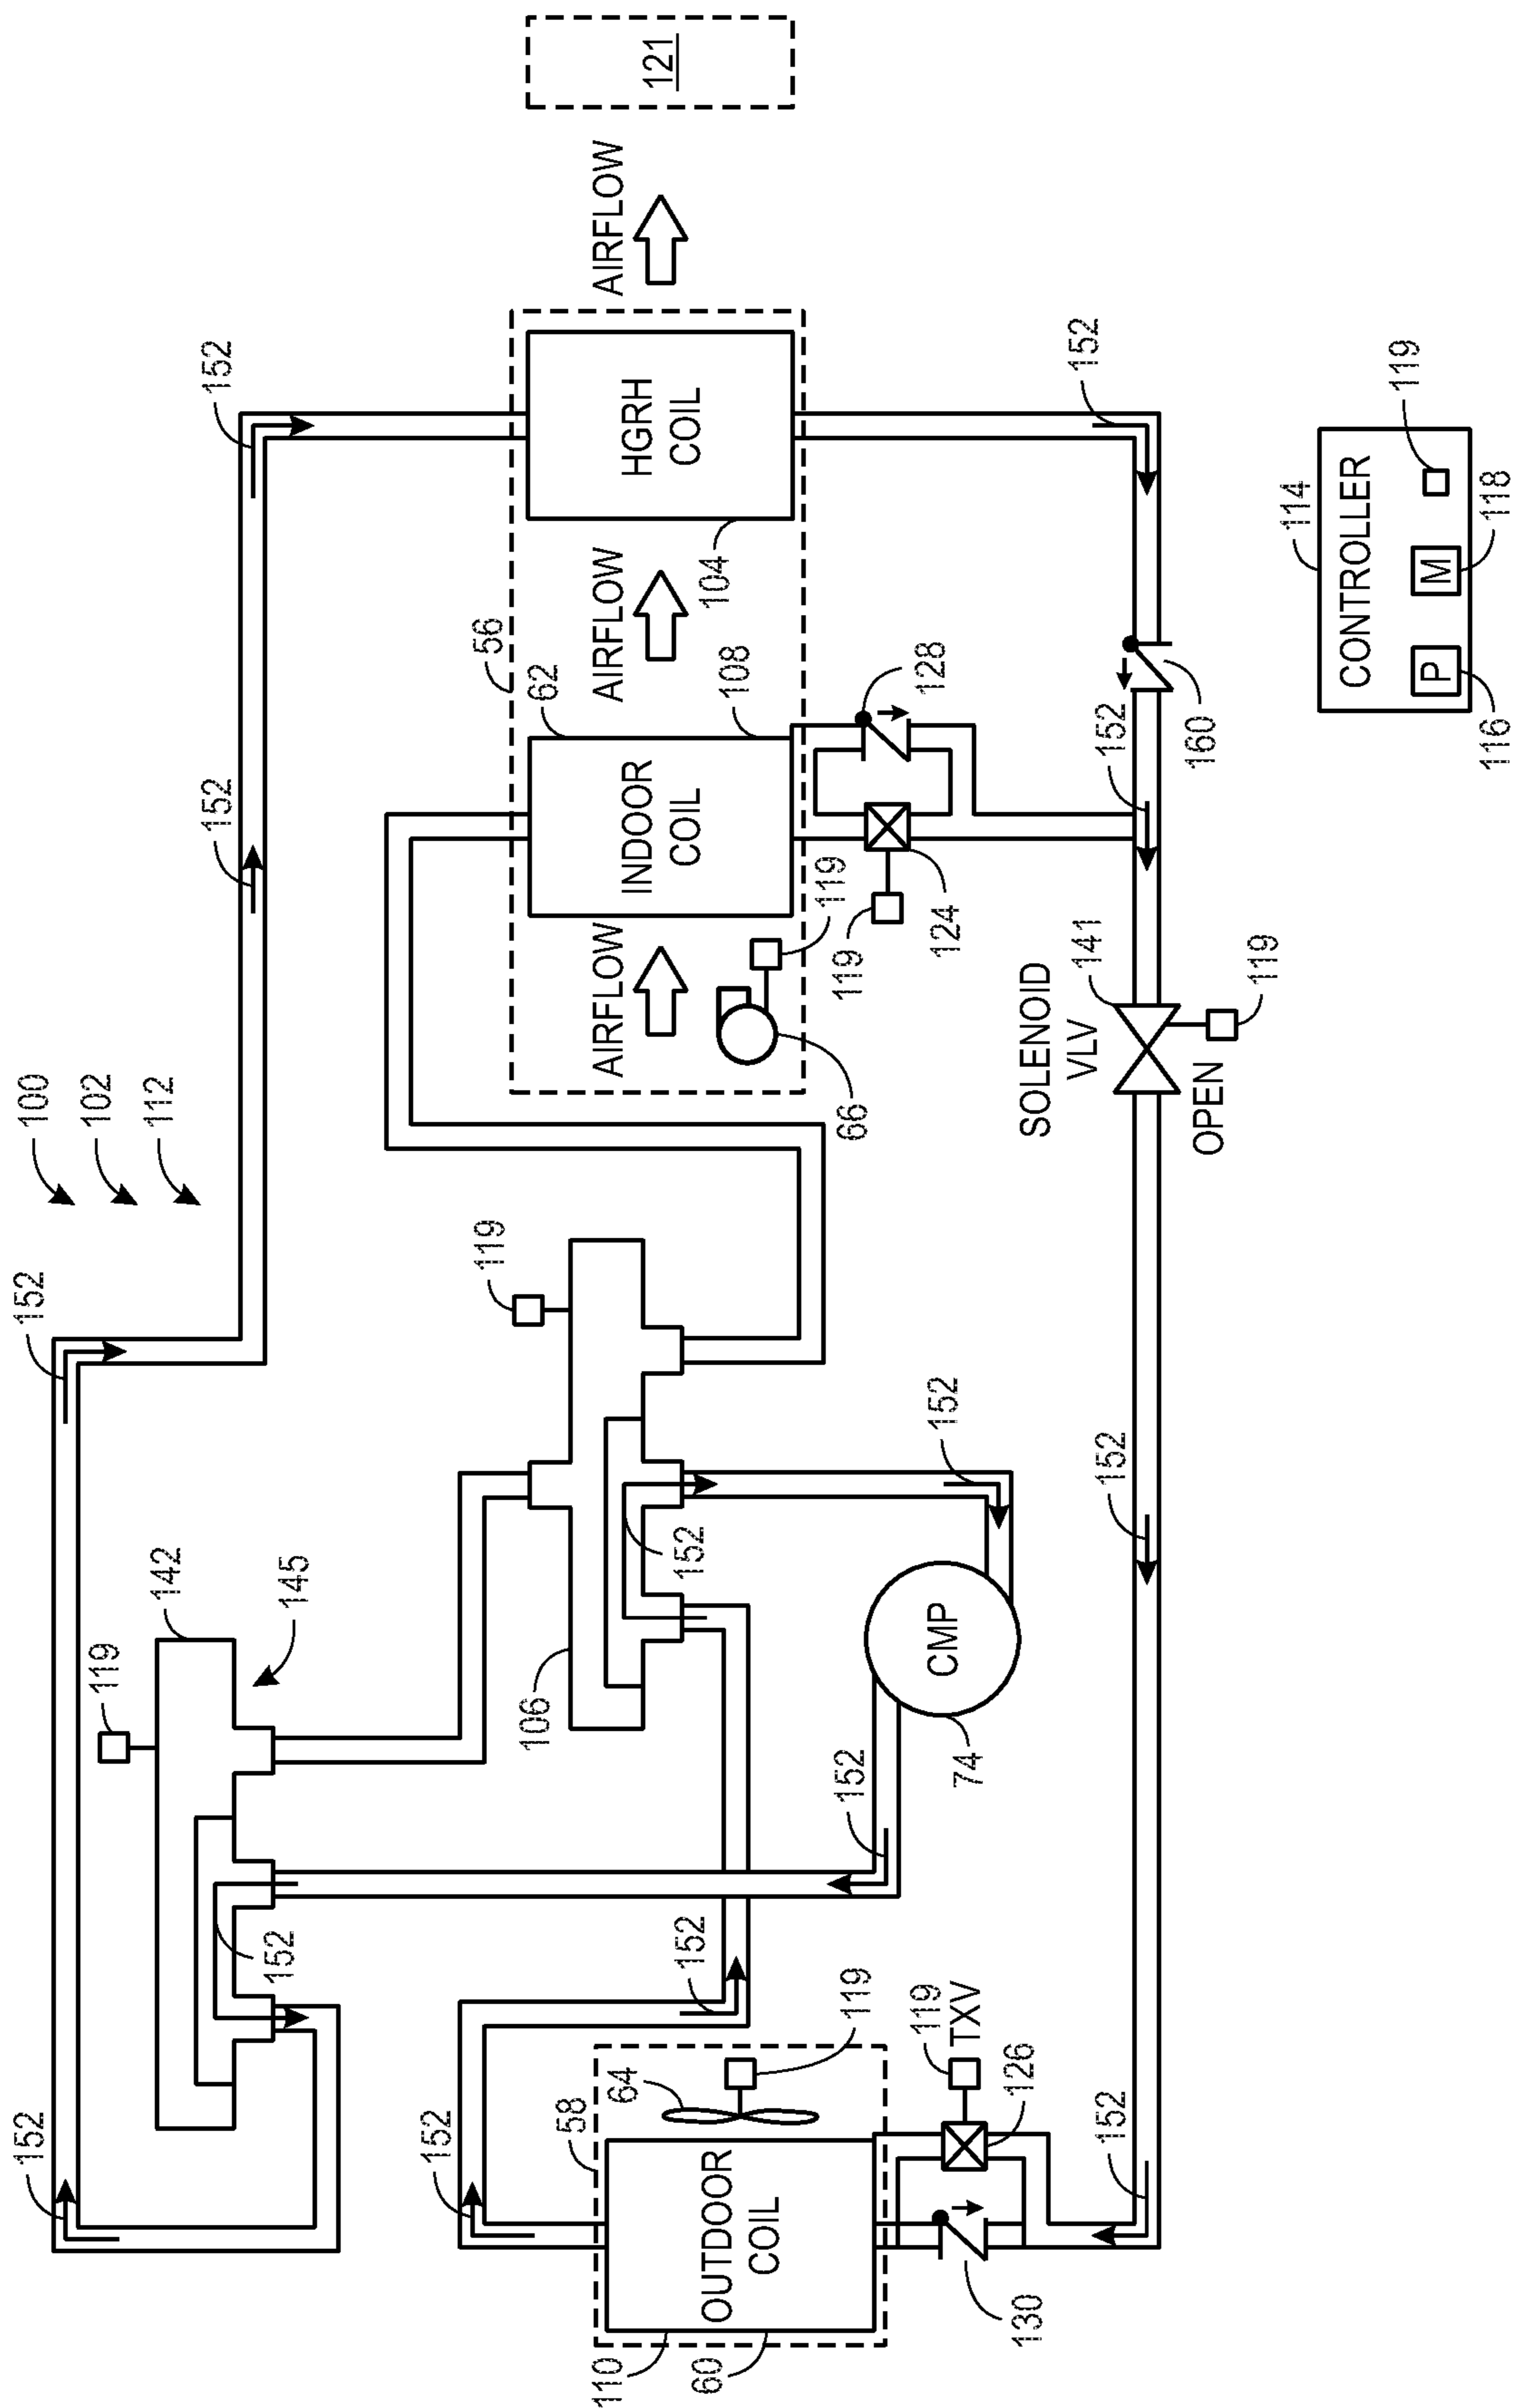 152
152
100
102
119
112
142
152
152
152
145
152
119
56
106
62
58
110
AIRFLOW
AIRFLOW
AIRFLOW
64
INDOOR
COIL
HGRH
COIL
121
152
152
60
OUTDOOR
COIL
104
108
119
119
152
66
119
119
TXV
CMP
152
124
128
74
126
130
SOLENOID
VLV
141
152
152
152
152
OPEN
160
119
114
CONTROLLER
119
P
M
116
118